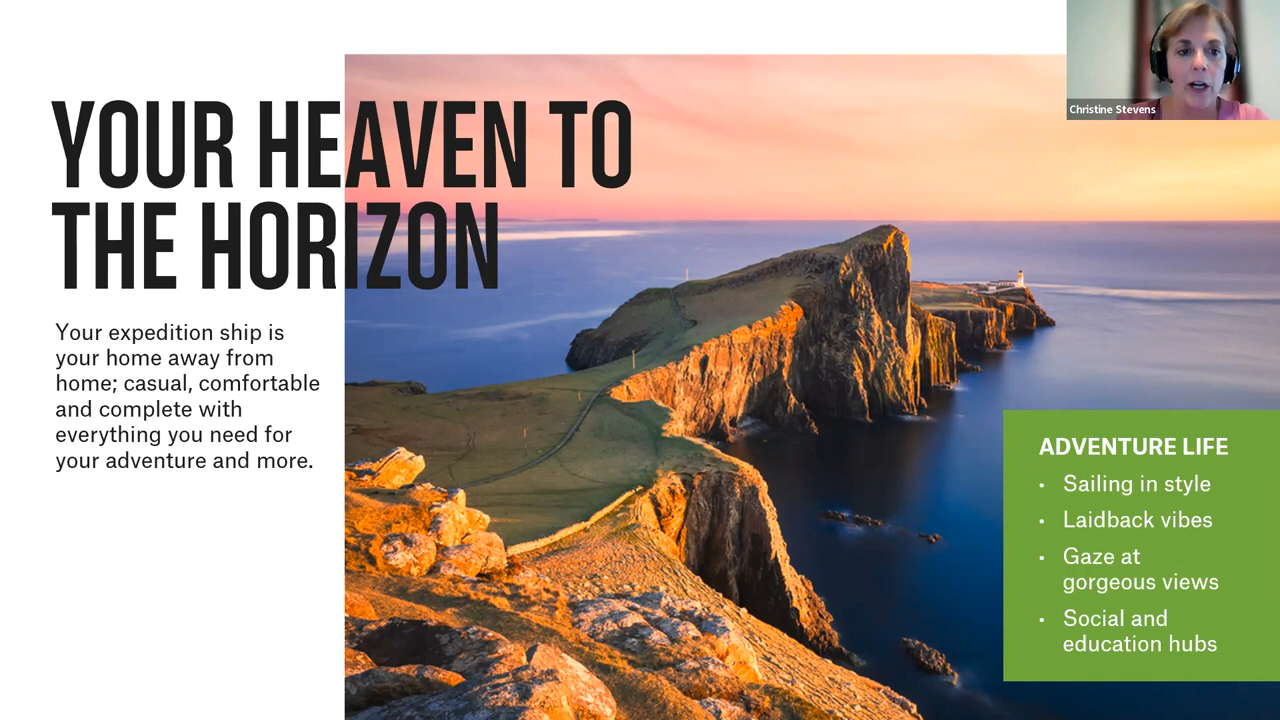 YOUR HEAVEN TO
THE HORIZON
Your expedition ship is
your home away from
home; casual, comfortable
and complete with
everything you need for
your adventure and more.
Christine Stevens
ADVENTURE LIFE
• Sailing in style
• Laidback vibes
• Gaze at
gorgeous views
• Social and
education hubs